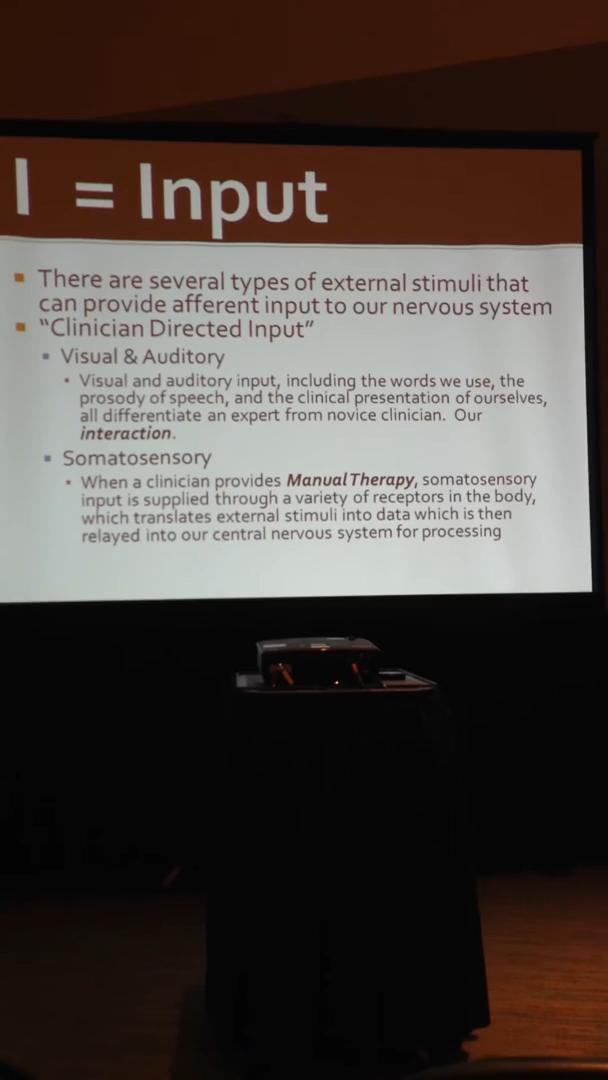 I = Input
There are several types of external stimuli that
can provide afferent input to our nervous system
“Clinician Directed Input”
Visual & Auditory
Visual and auditory input, including the words we use, the
prosody of speech, and the clinical presentation of ourselves,
all differentiate an expert from novice clinician. Our
interaction.
Somatosensory
When a clinician provides Manual Therapy, somatosensory
input is supplied through a variety of receptors in the body,
which translates external stimuli into data which is then
relayed into our central nervous system for processing